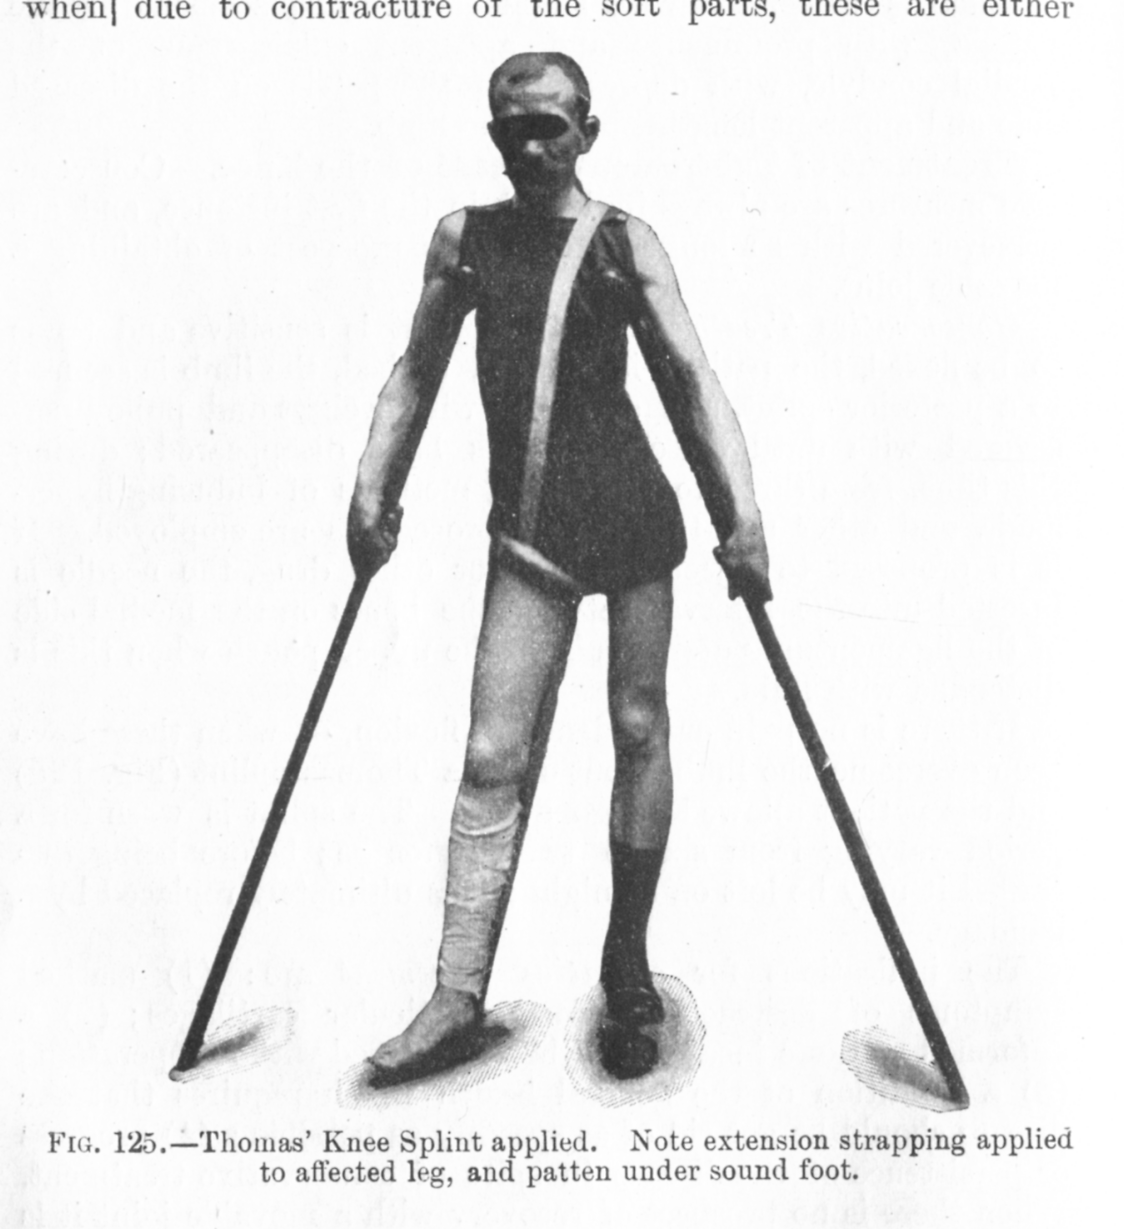 when due to contracture of the soft parts, these are either
FIG. 125.—Thomas' Knee Splint applied. Note extension strapping applied
to affected leg, and patten under sound foot.